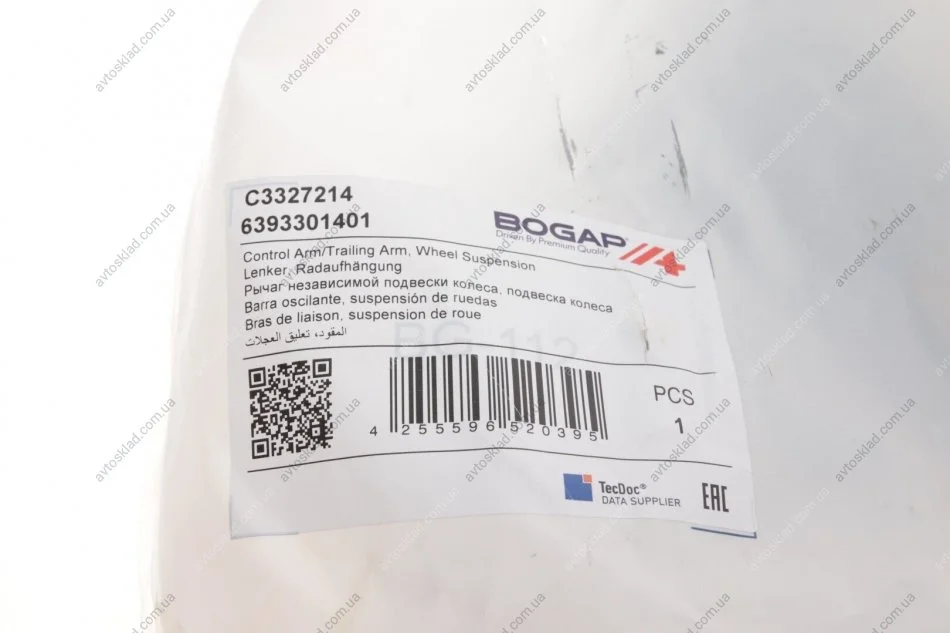 C3327214
6393301401
BOGAP
Driven By Premium Quality
Control Arm/Trailing Arm, Wheel Suspension
Lenker, Radaufhängung
Рычаг независимой подвески колеса, подвеска колеса
Barra oscilante, suspensión de ruedas
Bras de liaison, suspension de roue
المقود، تعليق العجلات
BG 112
PCS
1
4 255596 520395
TecDoc®
DATA SUPPLIER
EAC
avtosklad.com.ua